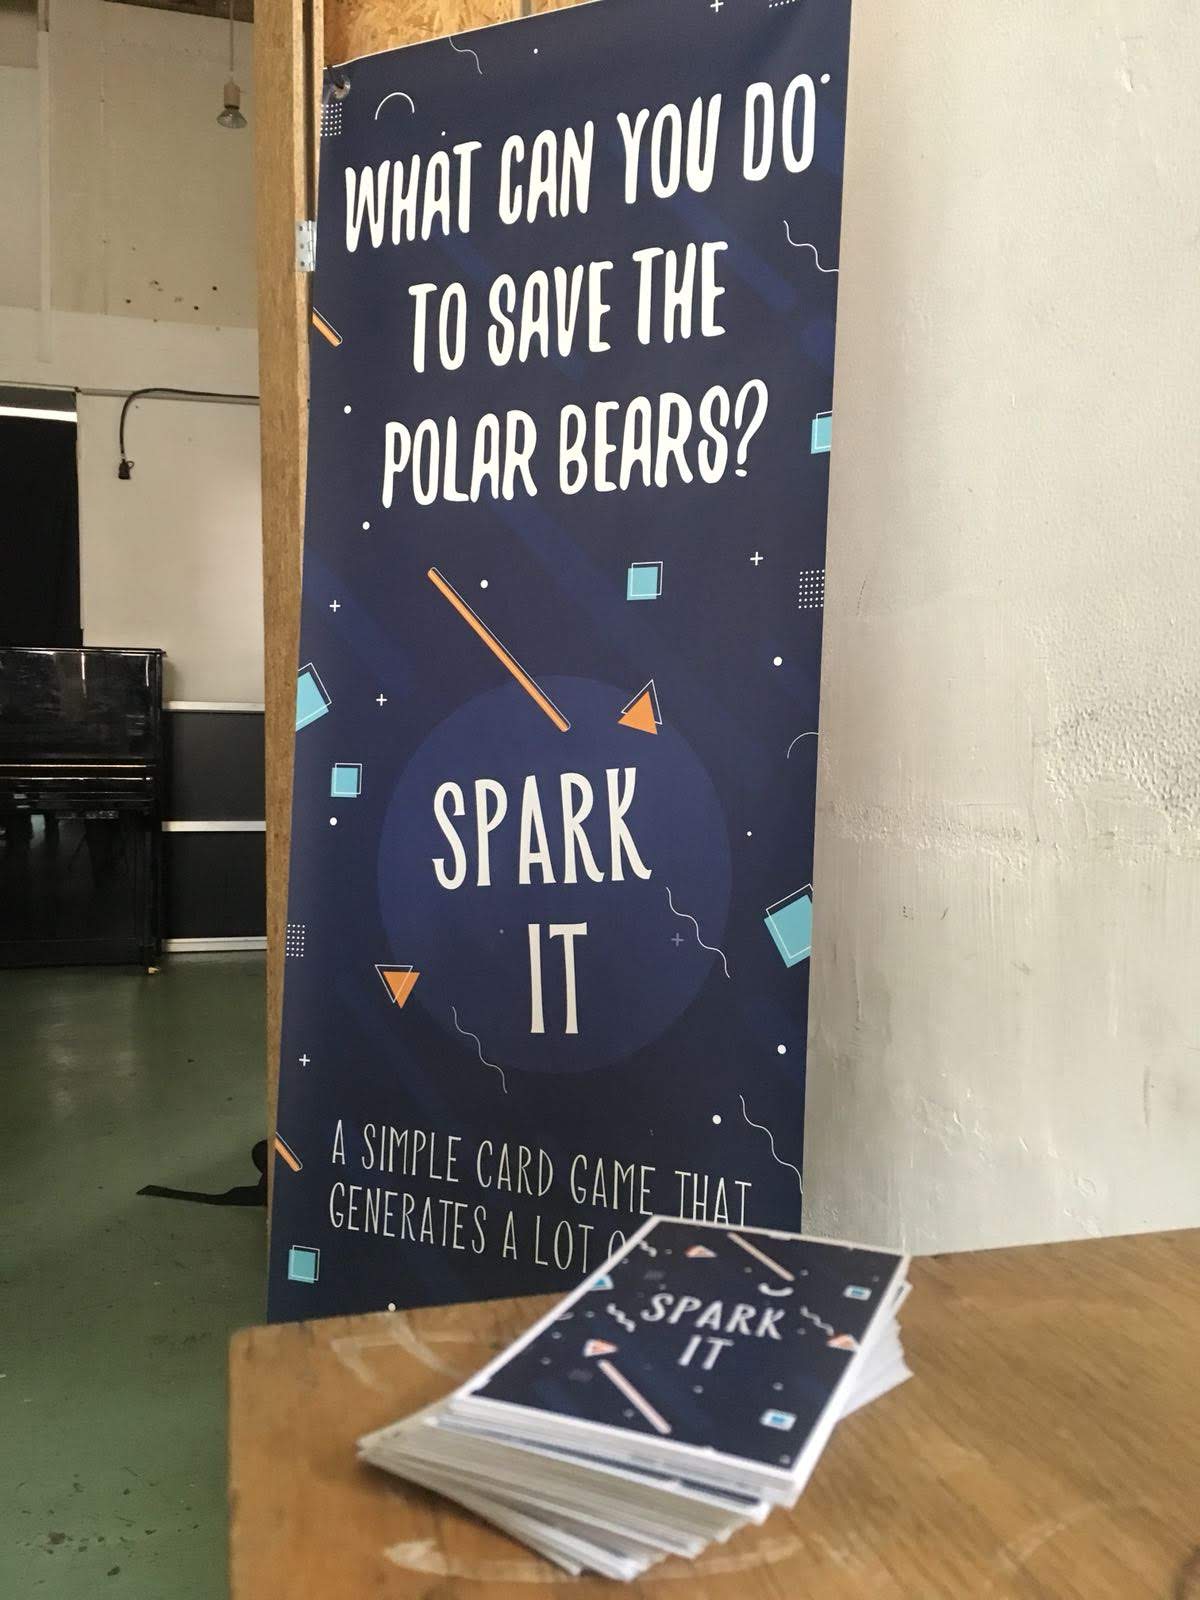 WHAT CAN YOU DO
TO SAVE THE
POLAR BEARS?
SPARK
IT
A SIMPLE CARD GAME THAT
GENERATES A LOT
SPARK
IT